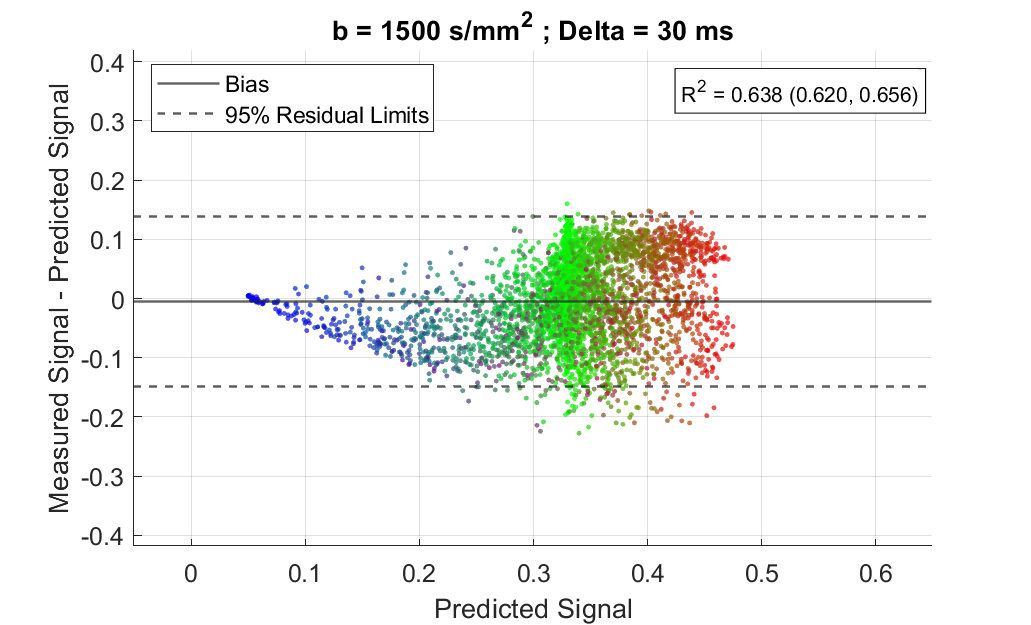 b = 1500 s/mm² ; Delta = 30 ms
Bias
95% Residual Limits
R² = 0.638 (0.620, 0.656)
Measured Signal - Predicted Signal
0.4
0.3
0.2
0.1
0
-0.1
-0.2
-0.3
-0.4
0 0.1 0.2 0.3 0.4 0.5 0.6
Predicted Signal